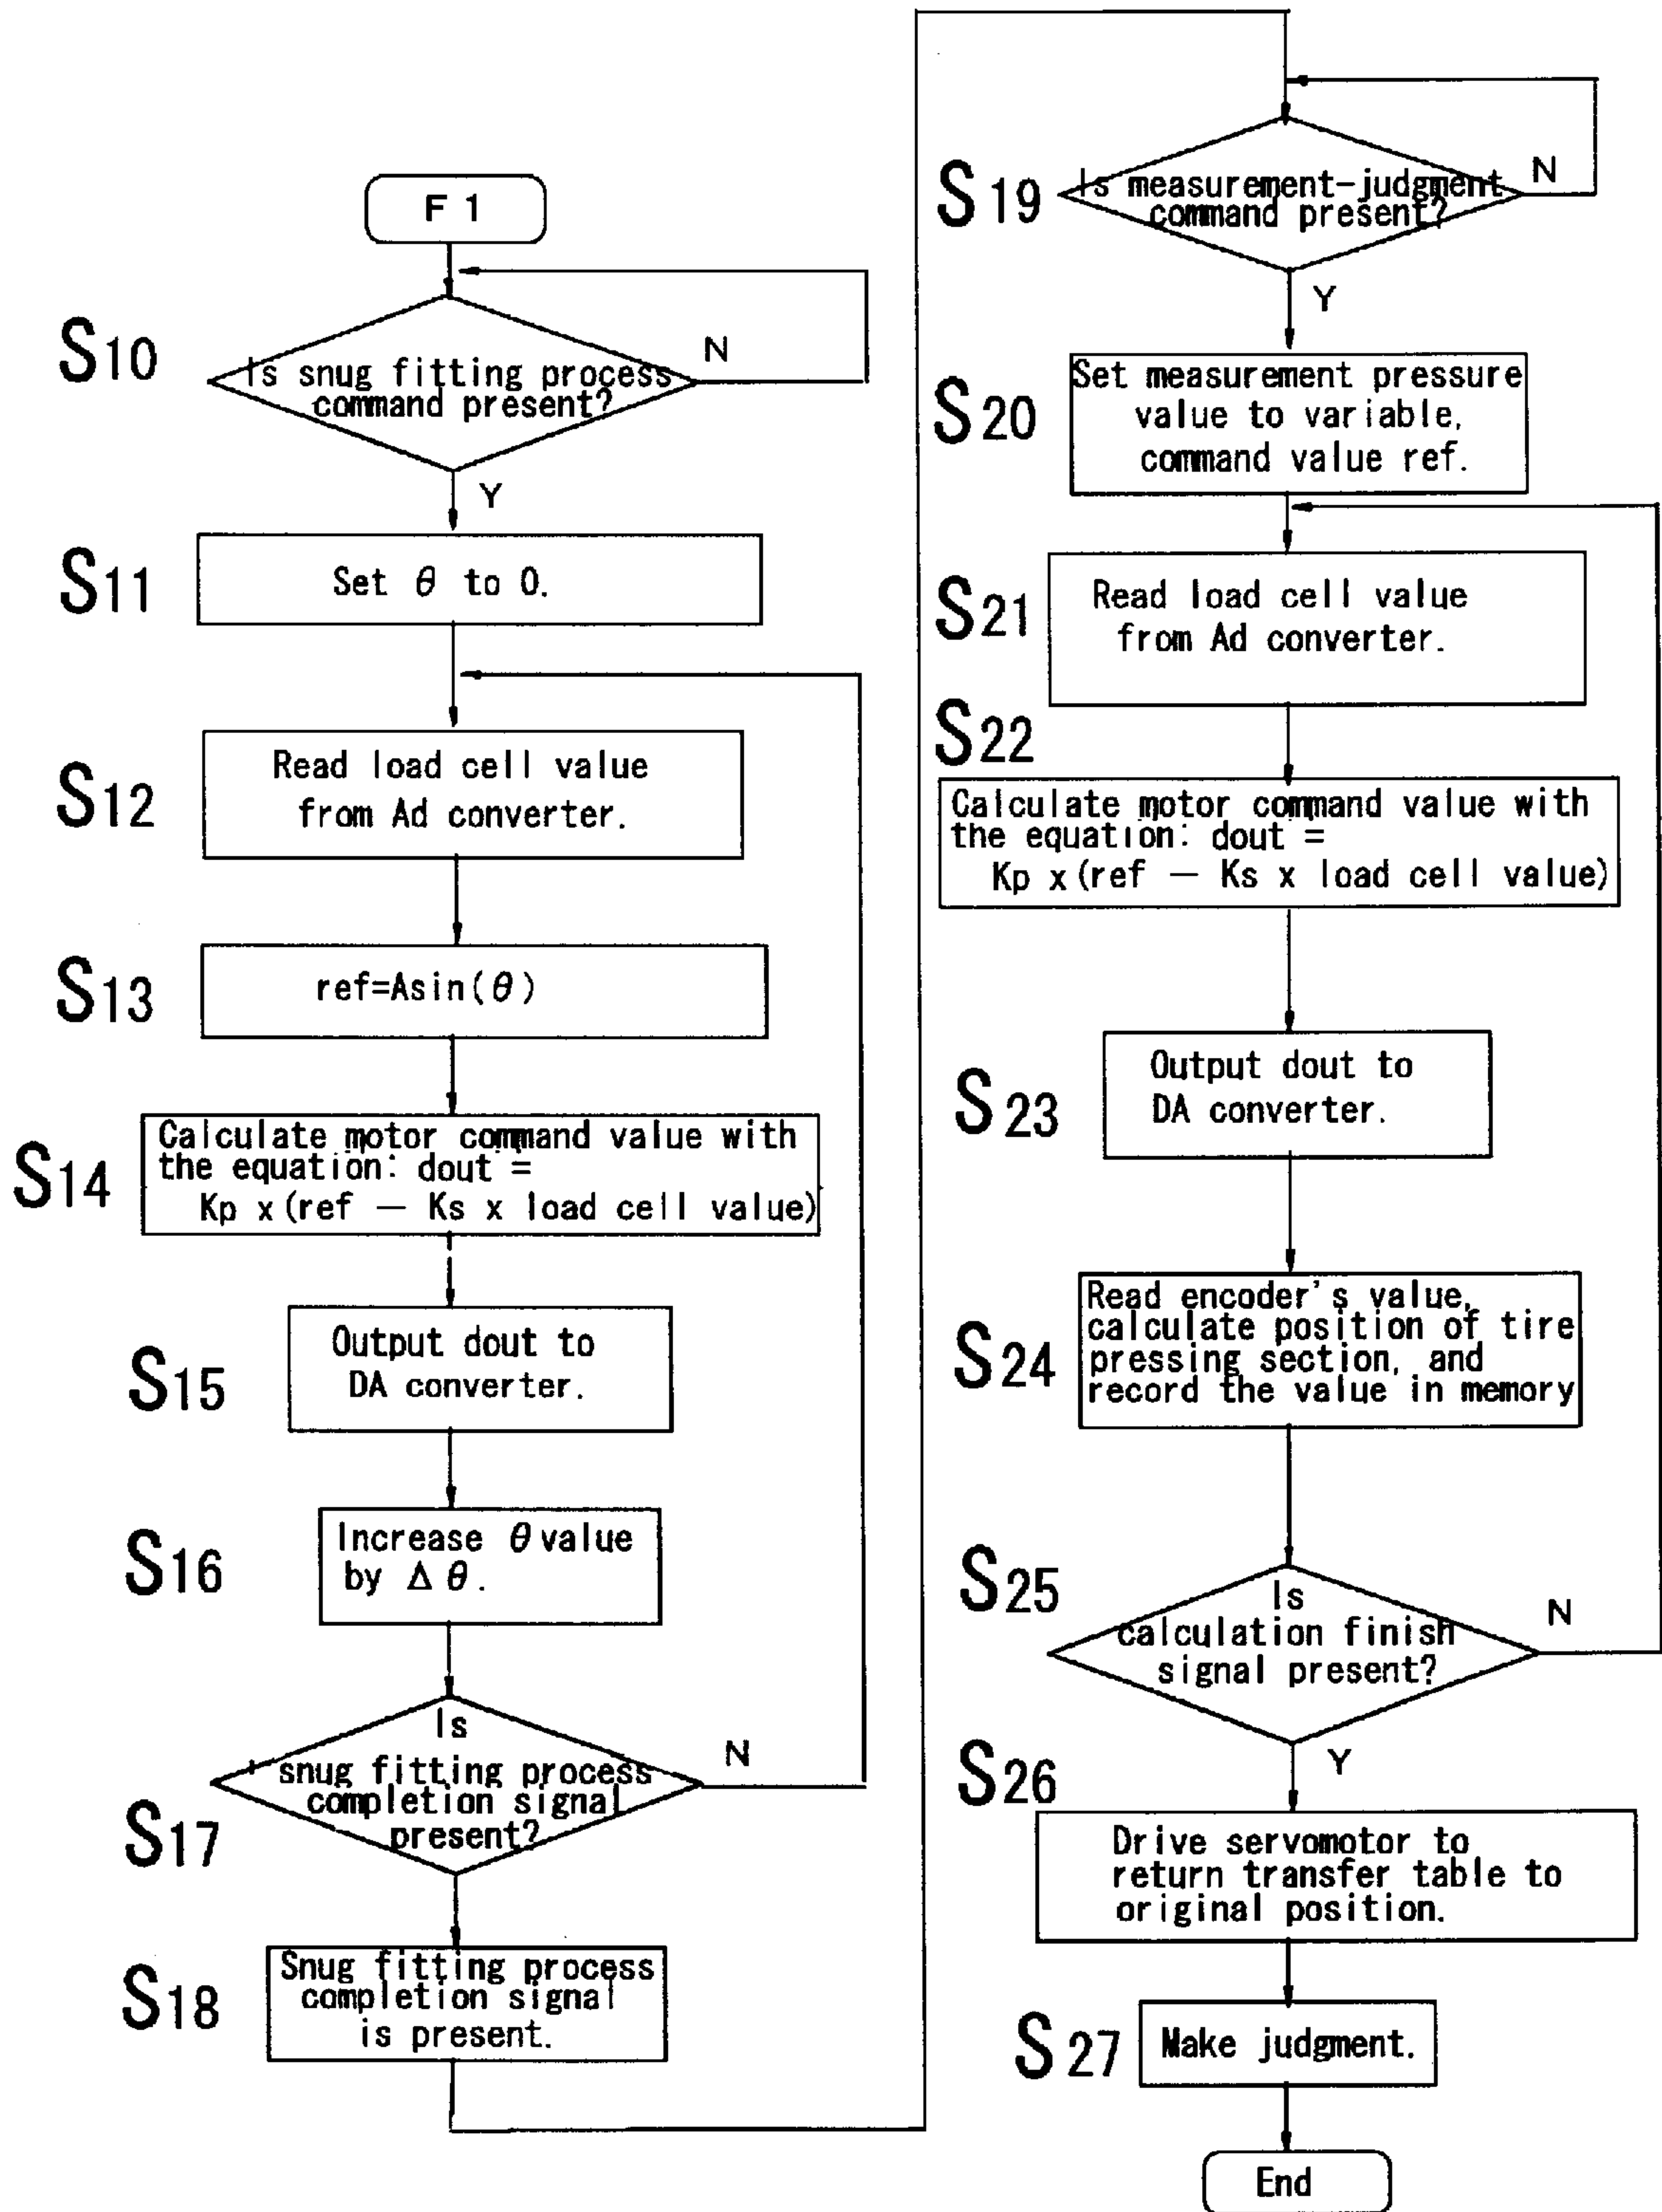 F 1
S10
Is snug fitting process
command present?
N
Y
S11
Set θ to 0.
S12
Read load cell value
from Ad converter.
S13
ref=Asin(θ)
S14
Calculate motor command value with
the equation: dout =
Kp x (ref — Ks x load cell value)
S15
Output dout to
DA converter.
S16
Increase θ value
by Δ θ.
S17
Is
snug fitting process
completion signal
present?
N
S18
Snug fitting process
completion signal
is present.
S19
Is measurement-judgment
command present?
N
Y
S20
Set measurement pressure
value to variable,
command value ref.
S21
Read load cell value
from Ad converter.
S22
Calculate motor command value with
the equation: dout =
Kp x (ref — Ks x load cell value)
S23
Output dout to
DA converter.
S24
Read encoder's value,
calculate position of tire
pressing section, and
record the value in memory
S25
Is
calculation finish
signal present?
N
Y
S26
Drive servomotor to
return transfer table to
original position.
S27
Make judgment.
End